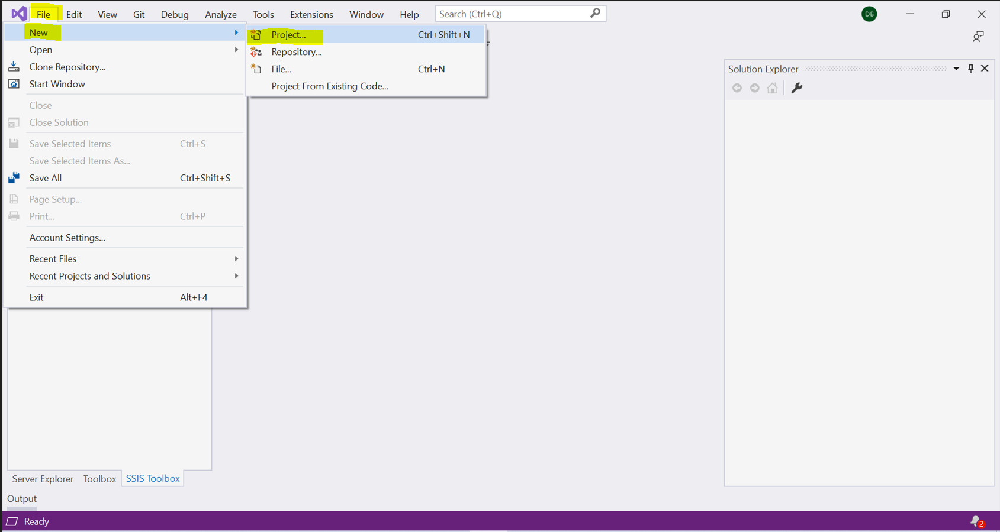 File Edit View Git Debug Analyze Tools Extensions Window Help Search (Ctrl+Q) DB
New
Open
Clone Repository...
Start Window
Close
Close Solution
Save Selected Items Ctrl+S
Save Selected Items As...
Save All Ctrl+Shift+S
Page Setup...
Print... Ctrl+P
Account Settings...
Recent Files
Recent Projects and Solutions
Exit Alt+F4
Project... Ctrl+Shift+N
Repository...
File... Ctrl+N
Project From Existing Code...
Solution Explorer
Server Explorer Toolbox SSIS Toolbox
Output
Ready 2